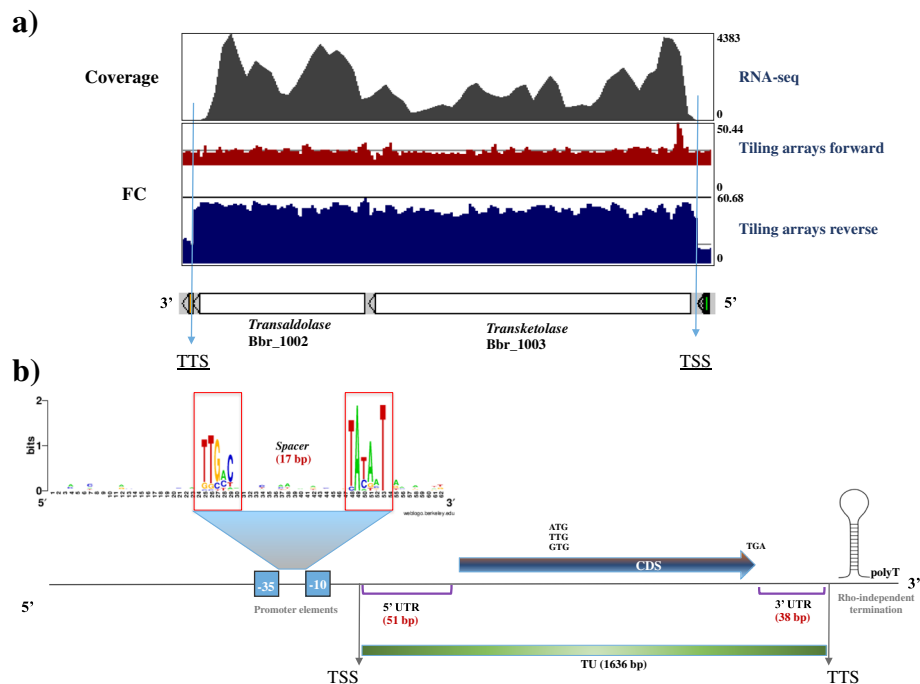 a)
Coverage
4383
0
RNA-seq
50.44
0
Tiling arrays forward
FC
60.68
0
Tiling arrays reverse
3’
5’
Transaldolase
Bbr_1002
Transketolase
Bbr_1003
TTS
TSS
b)
2
1
0
bits
5′
3′
weblogo.berkeley.edu
Spacer
(17 bp)
-35
-10
Promoter elements
ATG
TTG
GTG
TGA
CDS
polyT
5’
3’
Rho-independent
termination
5’ UTR
(51 bp)
3’ UTR
(38 bp)
TU (1636 bp)
TSS
TTS